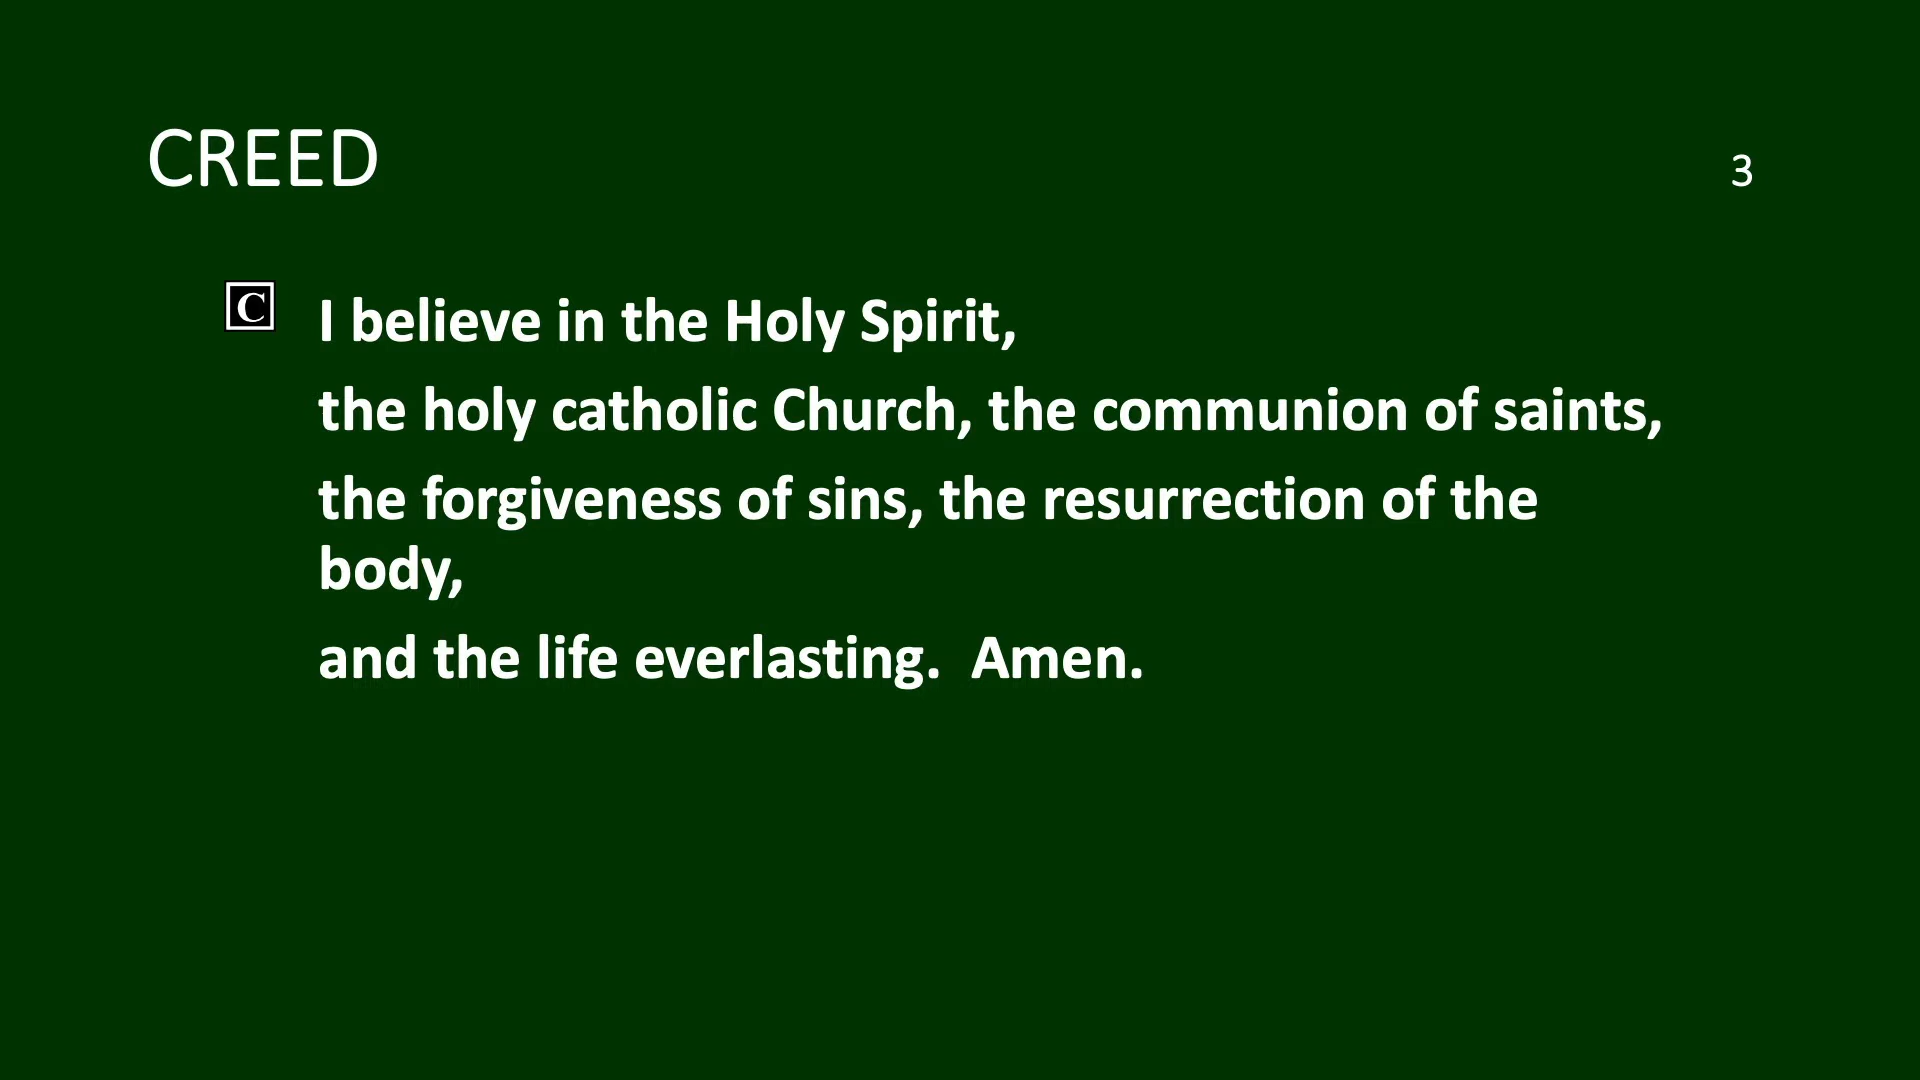 CREED 3
C I believe in the Holy Spirit,
the holy catholic Church, the communion of saints,
the forgiveness of sins, the resurrection of the
body,
and the life everlasting.  Amen.